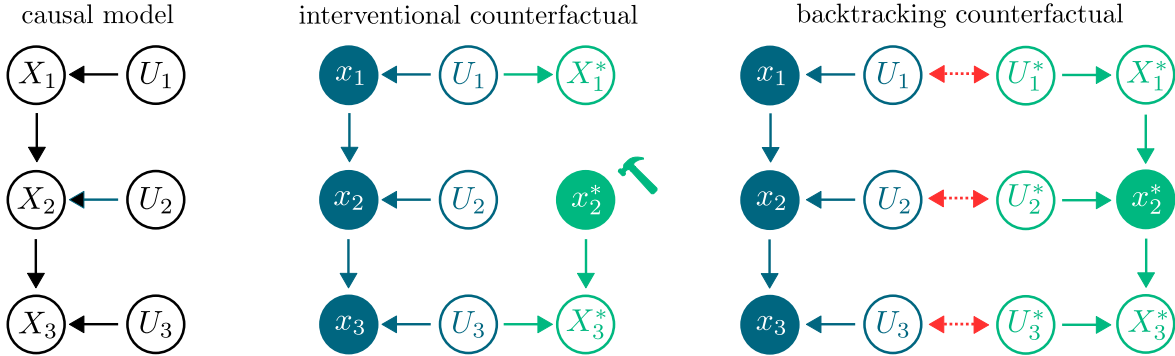 causal model interventional counterfactual backtracking counterfactual
X₁ U₁ x₁ U₁ X₁* x₁ U₁ U₁* X₁*
X₂ U₂ x₂ U₂ x₂* x₂ U₂ U₂* x₂*
X₃ U₃ x₃ U₃ X₃* x₃ U₃ U₃* X₃*